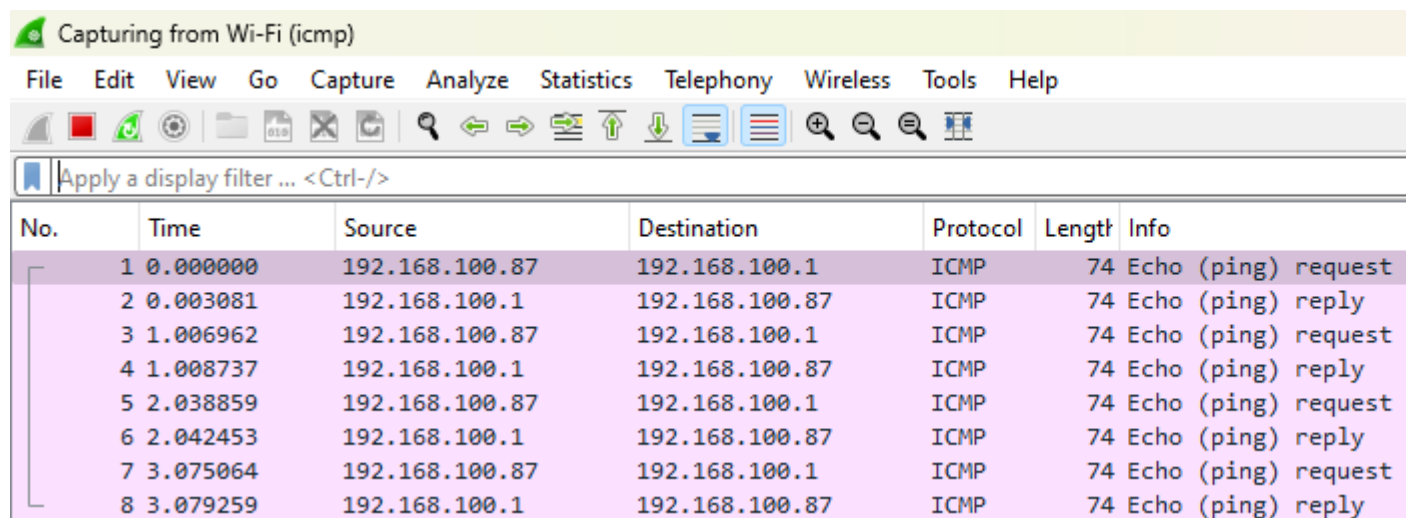 Capturing from Wi-Fi (icmp)
File Edit View Go Capture Analyze Statistics Telephony Wireless Tools Help
Apply a display filter ... <Ctrl-/>
No. Time Source Destination Protocol Lengtł Info
1 0.000000 192.168.100.87 192.168.100.1 ICMP 74 Echo (ping) request
2 0.003081 192.168.100.1 192.168.100.87 ICMP 74 Echo (ping) reply
3 1.006962 192.168.100.87 192.168.100.1 ICMP 74 Echo (ping) request
4 1.008737 192.168.100.1 192.168.100.87 ICMP 74 Echo (ping) reply
5 2.038859 192.168.100.87 192.168.100.1 ICMP 74 Echo (ping) request
6 2.042453 192.168.100.1 192.168.100.87 ICMP 74 Echo (ping) reply
7 3.075064 192.168.100.87 192.168.100.1 ICMP 74 Echo (ping) request
8 3.079259 192.168.100.1 192.168.100.87 ICMP 74 Echo (ping) reply